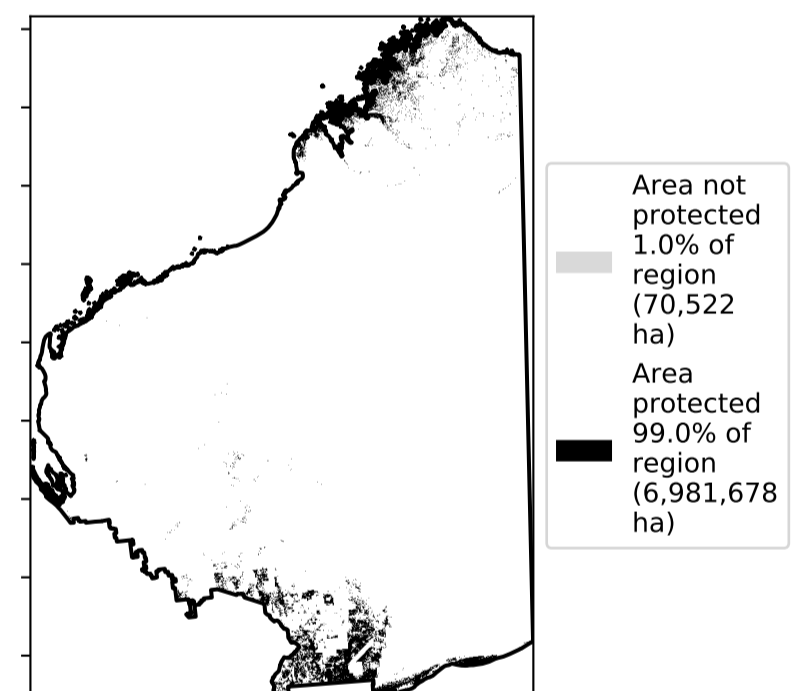 Area not
protected
1.0% of
region
(70,522
ha)
Area
protected
99.0% of
region
(6,981,678
ha)